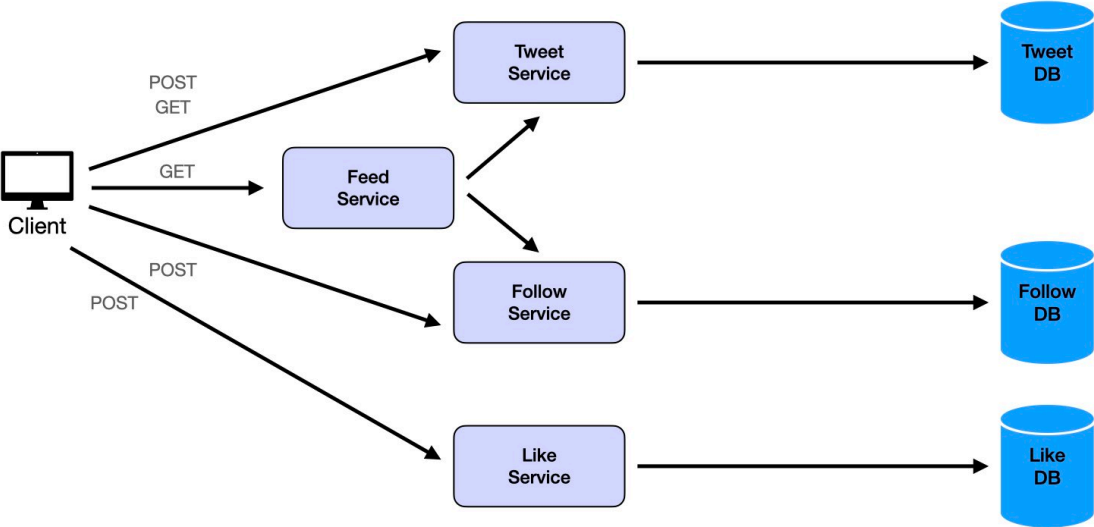 POST
GET
GET
POST
POST
Client
Feed
Service
Tweet
Service
Follow
Service
Like
Service
Tweet
DB
Follow
DB
Like
DB